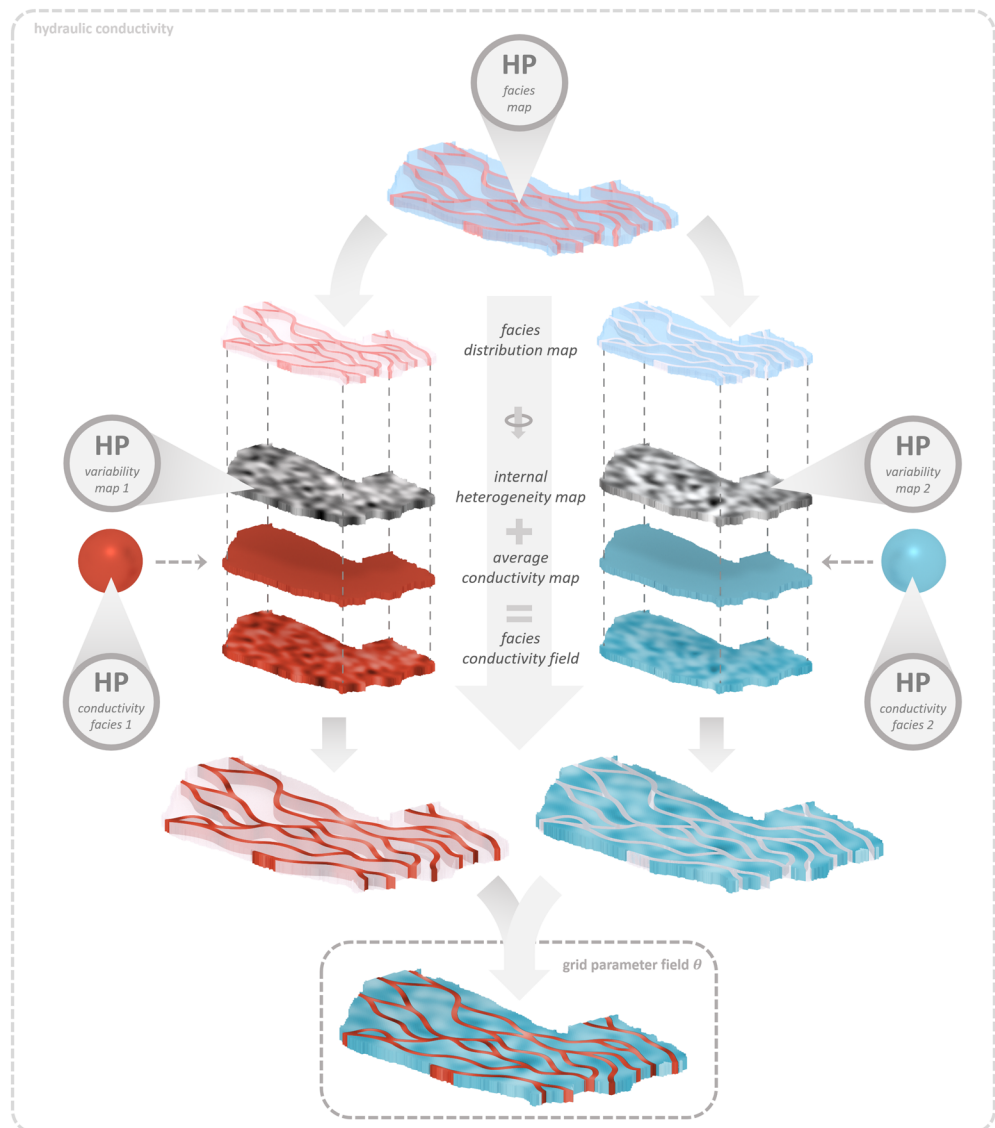 hydraulic conductivity
HP
facies
map
facies
distribution map
HP
variability
map 1
internal
heterogeneity map
HP
variability
map 2
average
conductivity map
facies
conductivity field
HP
conductivity
facies 1
HP
conductivity
facies 2
grid parameter field θ